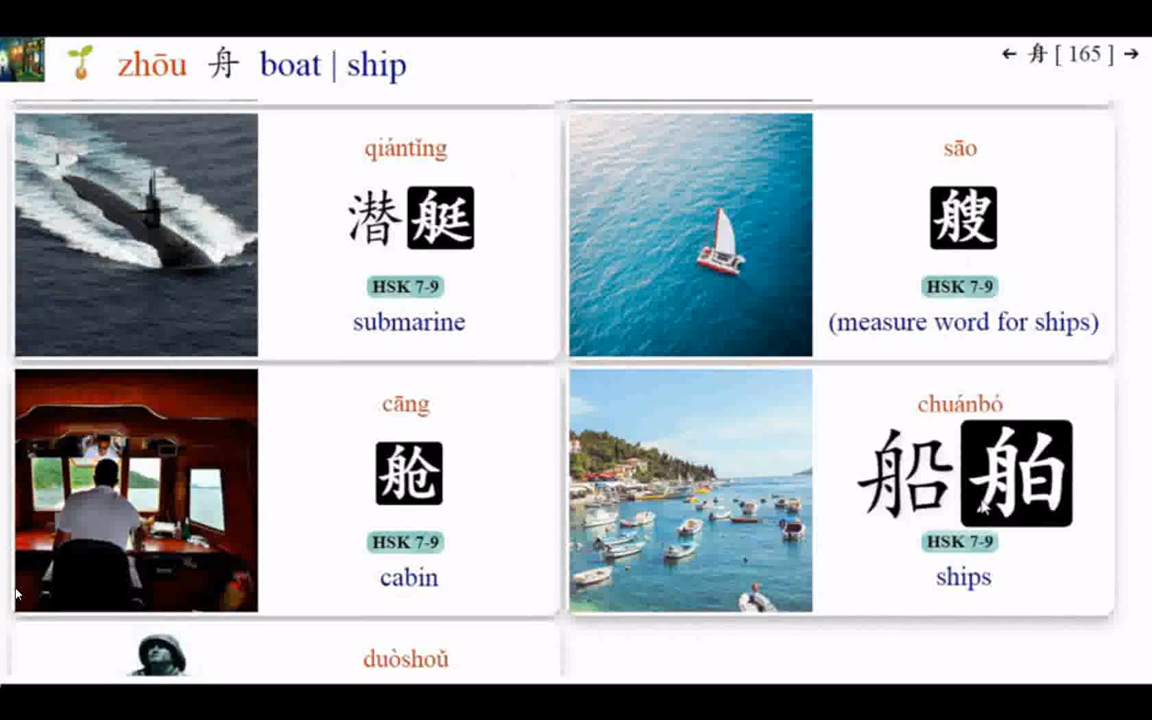 zhōu 舟 boat | ship
← 舟 [ 165 ] →
qiántǐng
潜艇
HSK 7-9
submarine
sāo
艘
HSK 7-9
(measure word for ships)
cāng
舱
HSK 7-9
cabin
chuánbó
船舶
HSK 7-9
ships
duòshoǔ